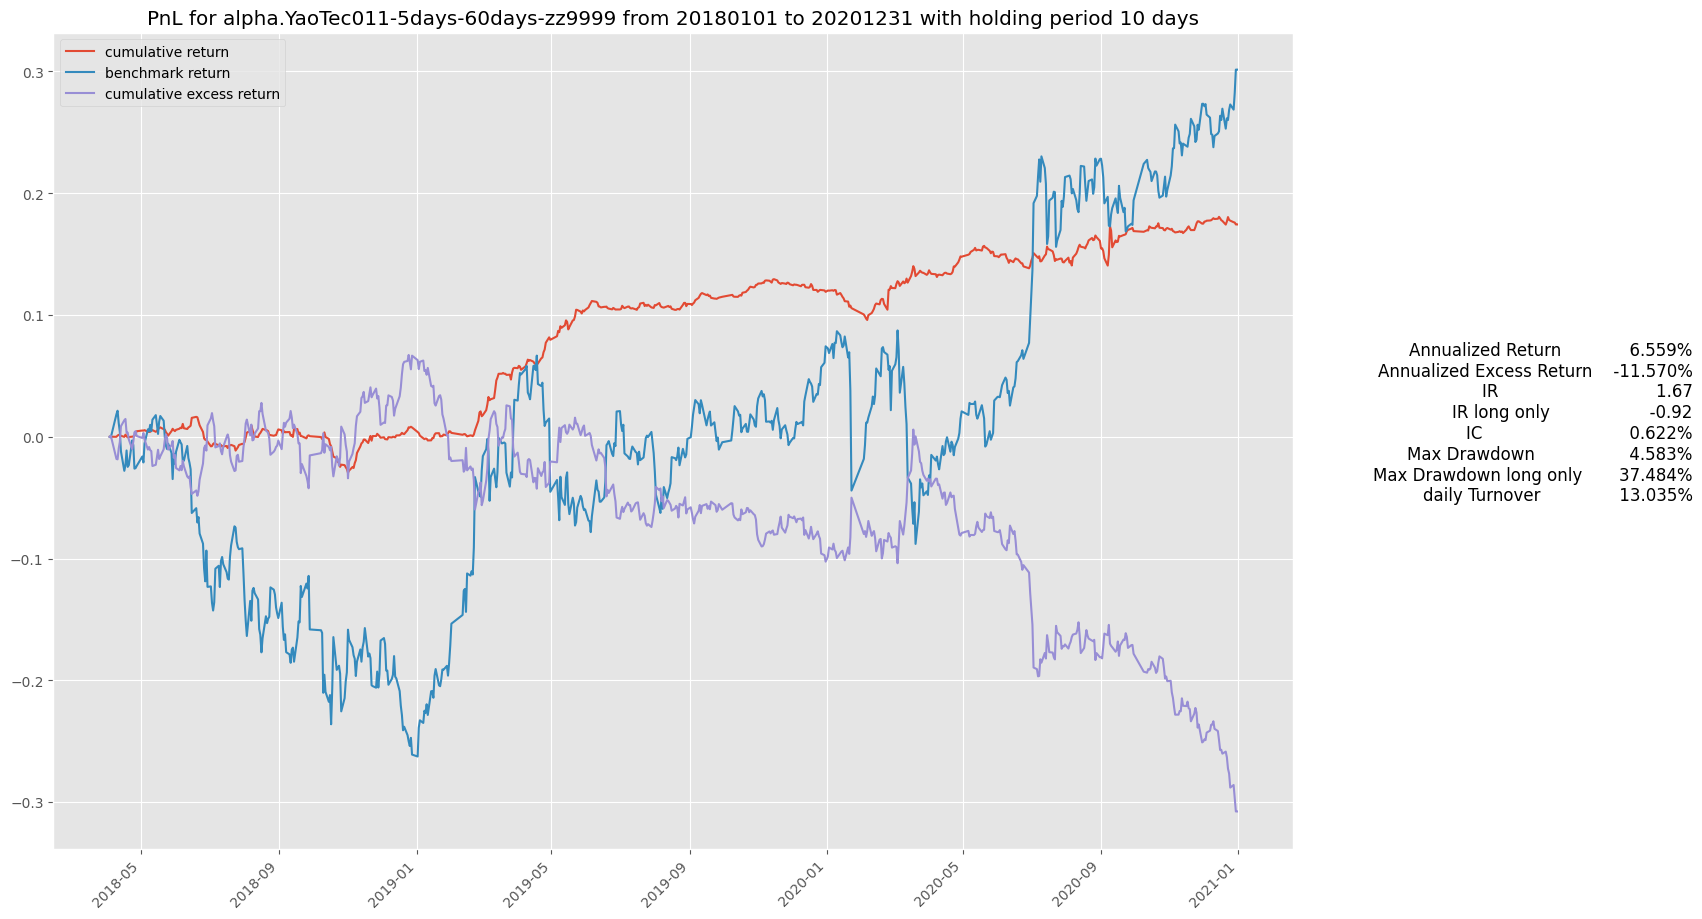 PnL for alpha.YaoTec011-5days-60days-zz9999 from 20180101 to 20201231 with holding period 10 days
cumulative return
benchmark return
cumulative excess return
0.3
0.2
0.1
0.0
−0.1
−0.2
−0.3
2018-05
2018-09
2019-01
2019-05
2019-09
2020-01
2020-05
2020-09
2021-01
Annualized Return 6.559%
Annualized Excess Return -11.570%
IR 1.67
IR long only -0.92
IC 0.622%
Max Drawdown 4.583%
Max Drawdown long only 37.484%
daily Turnover 13.035%